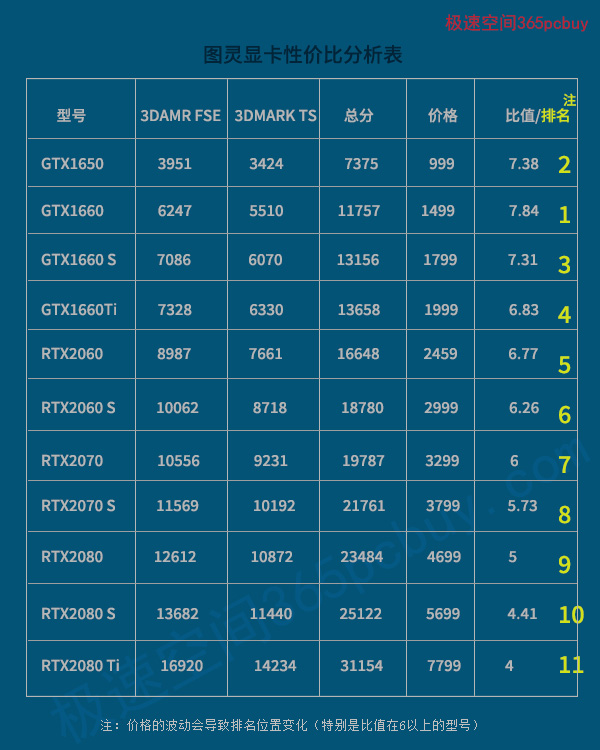 极速空间365pcbuy
图灵显卡性价比分析表
型号 3DAMR FSE 3DMARK TS 总分 价格 比值/排名 注
GTX1650 3951 3424 7375 999 7.38 2
GTX1660 6247 5510 11757 1499 7.84 1
GTX1660 S 7086 6070 13156 1799 7.31 3
GTX1660Ti 7328 6330 13658 1999 6.83 4
RTX2060 8987 7661 16648 2459 6.77 5
RTX2060 S 10062 8718 18780 2999 6.26 6
RTX2070 10556 9231 19787 3299 6 7
RTX2070 S 11569 10192 21761 3799 5.73 8
RTX2080 12612 10872 23484 4699 5 9
RTX2080 S 13682 11440 25122 5699 4.41 10
RTX2080 Ti 16920 14234 31154 7799 4 11
极速空间365pcbuy.com
注：价格的波动会导致排名位置变化（特别是比值在6以上的型号）